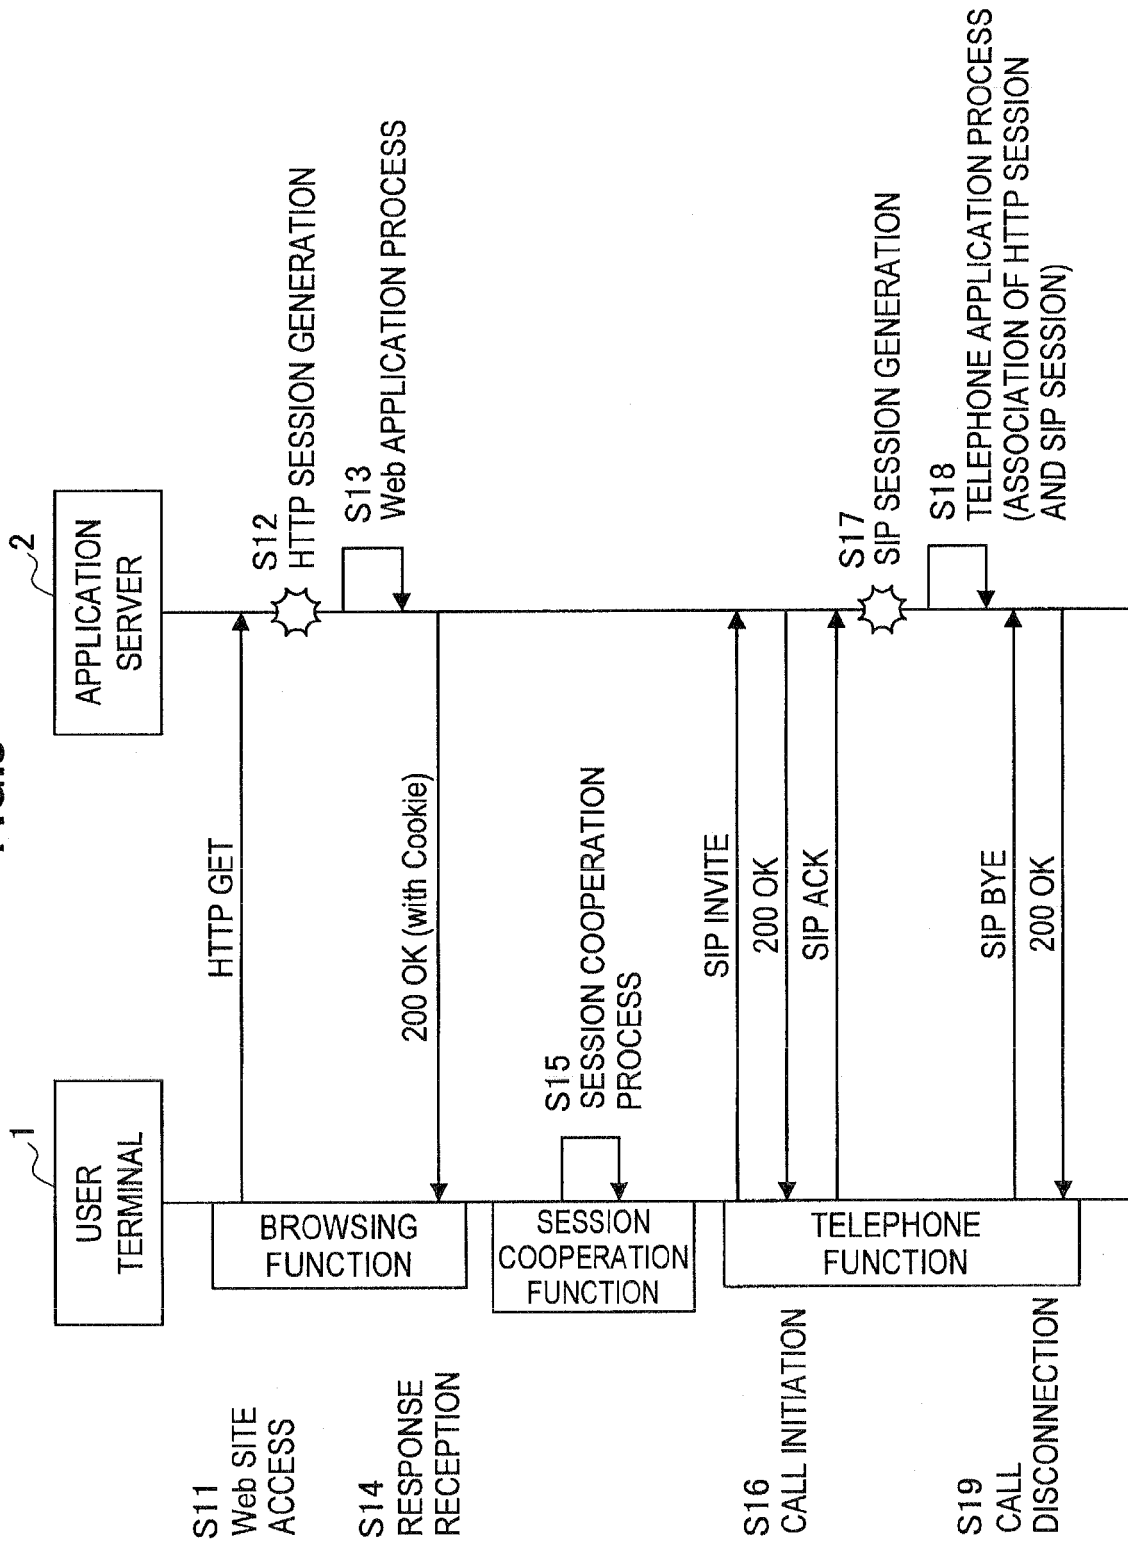 USER
TERMINAL
1
APPLICATION
SERVER
2
S11
Web SITE
ACCESS
BROWSING
FUNCTION
HTTP GET
S12
HTTP SESSION GENERATION
S13
Web APPLICATION PROCESS
S14
RESPONSE
RECEPTION
200 OK (with Cookie)
SESSION
COOPERATION
FUNCTION
S15
SESSION COOPERATION
PROCESS
S16
CALL INITIATION
TELEPHONE
FUNCTION
SIP INVITE
200 OK
SIP ACK
S17
SIP SESSION GENERATION
S18
TELEPHONE APPLICATION PROCESS
(ASSOCIATION OF HTTP SESSION
AND SIP SESSION)
S19
CALL
DISCONNECTION
SIP BYE
200 OK